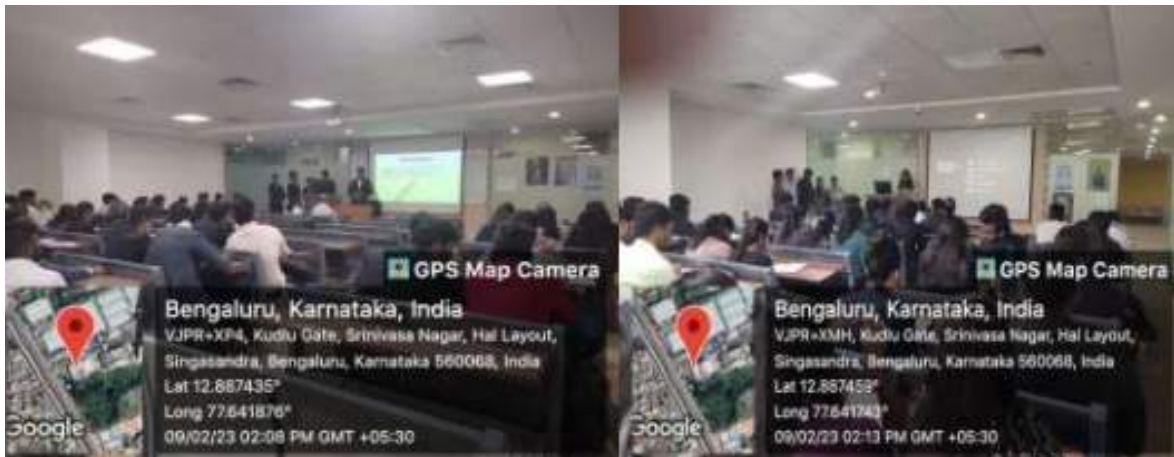 GPS Map Camera
Bengaluru, Karnataka, India
VJPR+XP4, Kudlu Gate, Srinivasa Nagar, Hal Layout,
Singasandra, Bengaluru, Karnataka 560068, India
Lat 12.887435°
Long 77.641876°
09/02/23 02:08 PM GMT +05:30
Google
GPS Map Camera
Bengaluru, Karnataka, India
VJPR+XMH, Kudlu Gate, Srinivasa Nagar, Hal Layout,
Singasandra, Bengaluru, Karnataka 560068, India
Lat 12.887459°
Long 77.641743°
09/02/23 02:13 PM GMT +05:30
Google